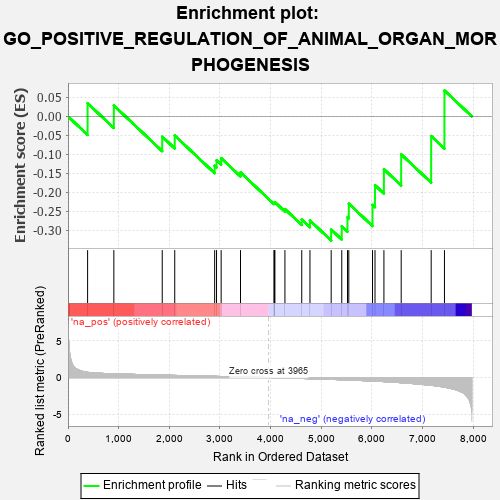 Enrichment plot:
GO_POSITIVE_REGULATION_OF_ANIMAL_ORGAN_MOR
PHOGENESIS
Enrichment score (ES)
0.05
0.00
-0.05
-0.10
-0.15
-0.20
-0.25
-0.30
'na_pos' (positively correlated)
Ranked list metric (PreRanked)
5
0
-5
Zero cross at 3965
'na_neg' (negatively correlated)
0
1,000
2,000
3,000
4,000
5,000
6,000
7,000
8,000
Rank in Ordered Dataset
Enrichment profile
Hits
Ranking metric scores